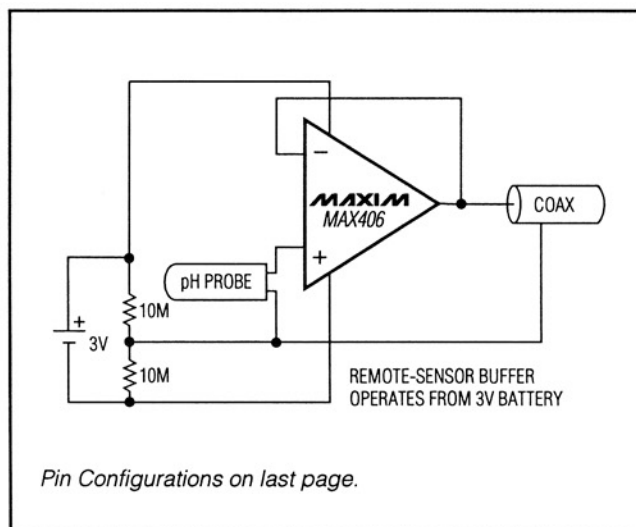 MAXIM
MAX406
−
+
COAX
pH PROBE
10M
+
3V
10M
REMOTE-SENSOR BUFFER
OPERATES FROM 3V BATTERY
Pin Configurations on last page.